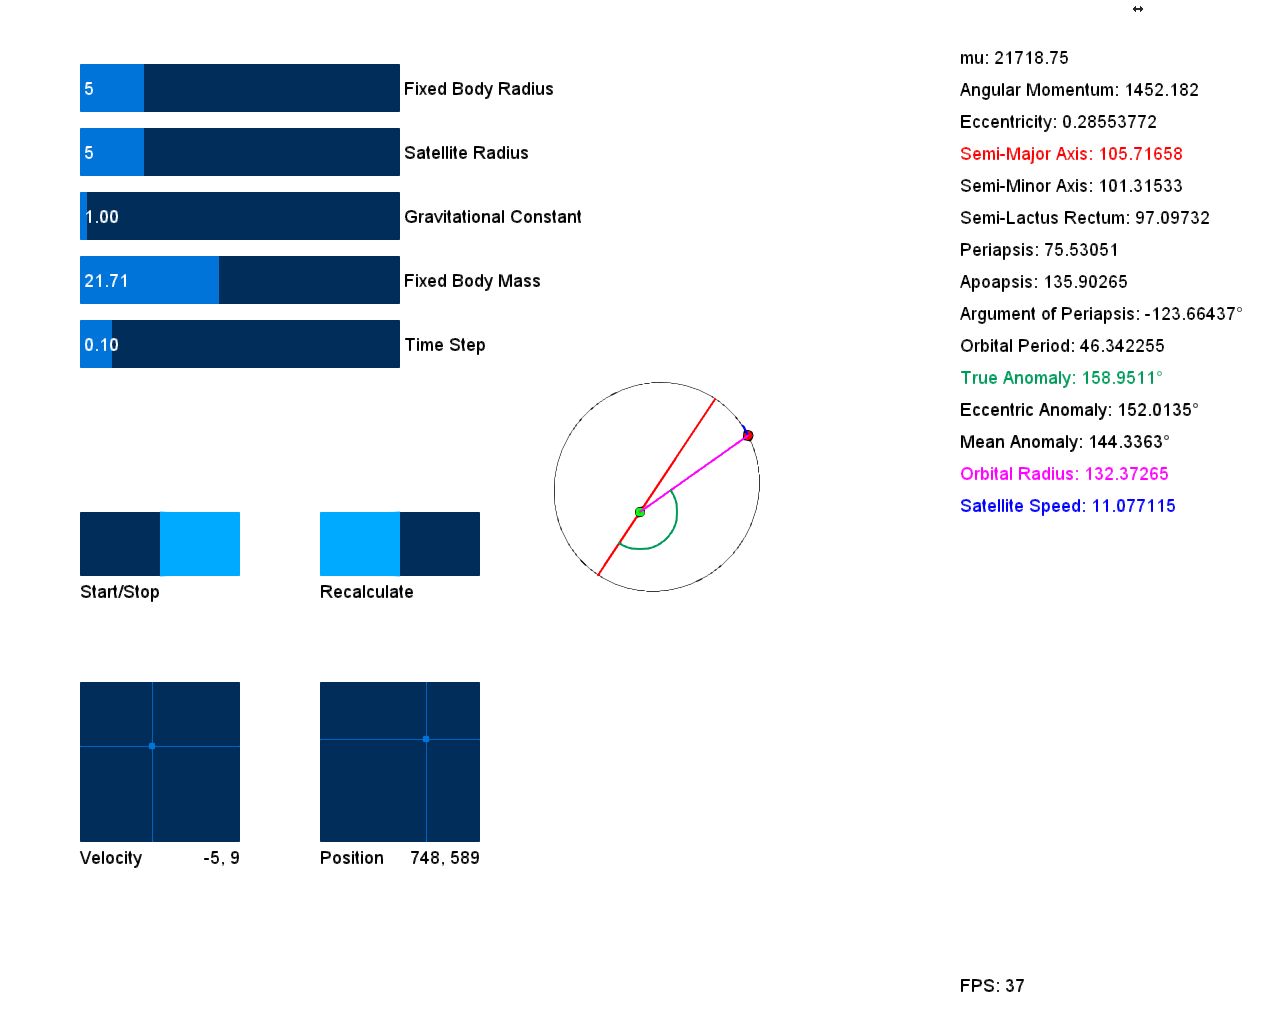 5 Fixed Body Radius
5 Satellite Radius
1.00 Gravitational Constant
21.71 Fixed Body Mass
0.10 Time Step
Start/Stop Recalculate
Velocity -5, 9 Position 748, 589
mu: 21718.75
Angular Momentum: 1452.182
Eccentricity: 0.28553772
Semi-Major Axis: 105.71658
Semi-Minor Axis: 101.31533
Semi-Lactus Rectum: 97.09732
Periapsis: 75.53051
Apoapsis: 135.90265
Argument of Periapsis: -123.66437°
Orbital Period: 46.342255
True Anomaly: 158.9511°
Eccentric Anomaly: 152.0135°
Mean Anomaly: 144.3363°
Orbital Radius: 132.37265
Satellite Speed: 11.077115
FPS: 37